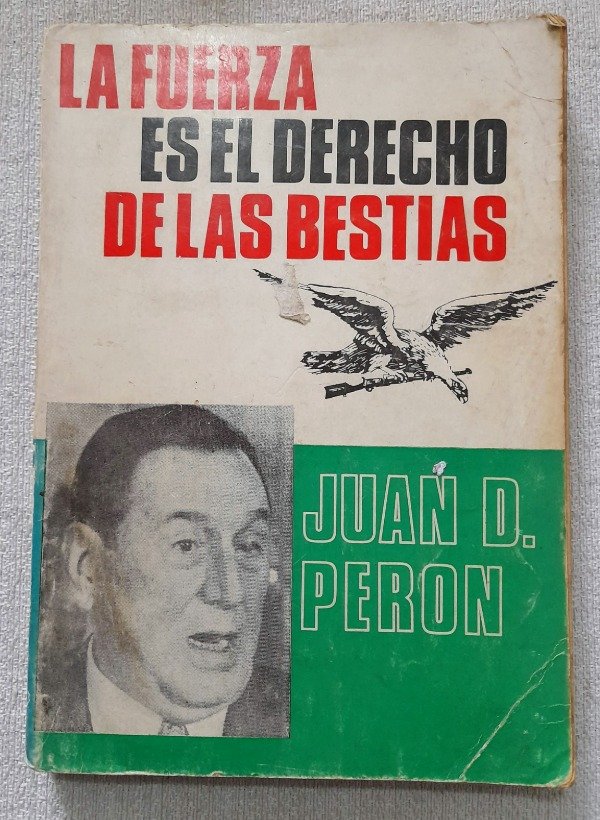 LA FUERZA
ES EL DERECHO
DE LAS BESTIAS
JUAN D.
PERON